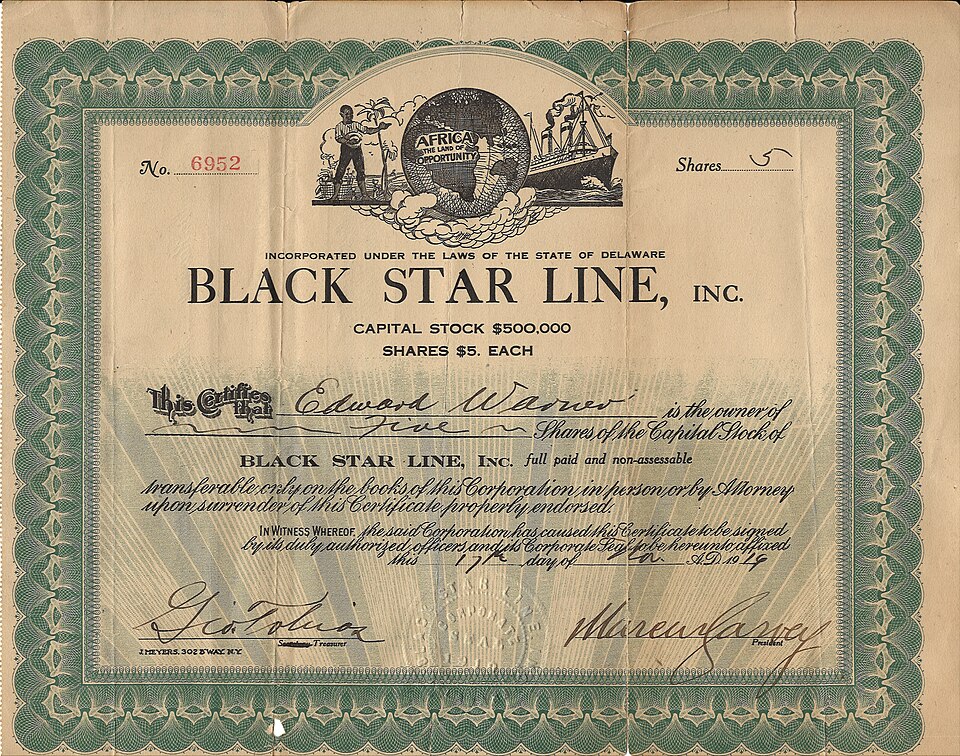 AFRICA
THE LAND OF
OPPORTUNITY
No. 6952
Shares 5
INCORPORATED UNDER THE LAWS OF THE STATE OF DELAWARE
BLACK STAR LINE, INC.
CAPITAL STOCK $500,000
SHARES $5. EACH
This Certifies that Edward Warner is the owner of
five Shares of the Capital Stock of
BLACK STAR LINE, INC. full paid and non-assessable
transferable only on the books of this Corporation in person or by Attorney
upon surrender of this Certificate property endorsed.
IN WITNESS WHEREOF, the said Corporation has caused this Certificate to be signed
by its duly authorized officers and its Corporate Seal to be hereunto affixed
this 17th day of A.D. 1919
Geo. Tobias
Marcus Garvey
Secretary Treasurer
President
J. MEYERS, 302 B'WAY. N.Y.